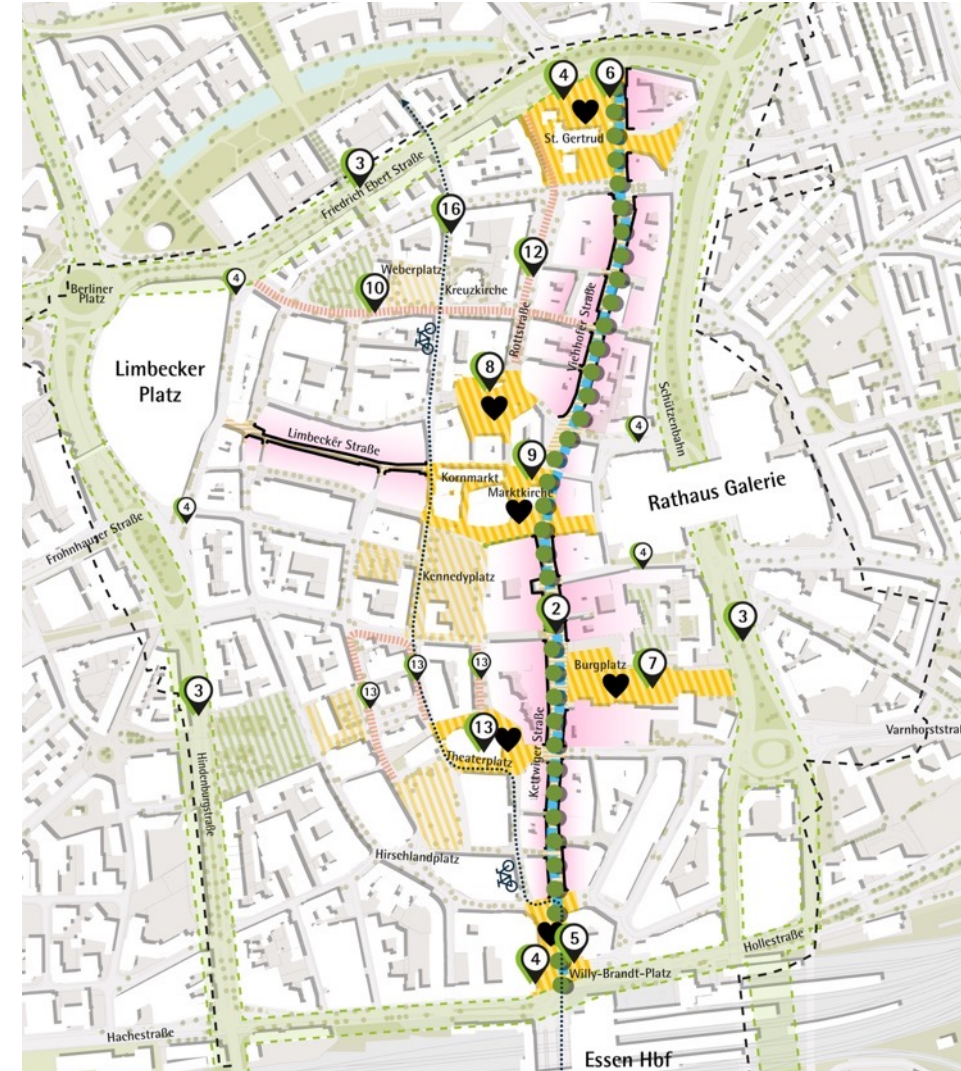 4
6
St. Gertrud
3
Friedrich Ebert Straße
16
12
4
Weberplatz
Berliner
Platz
10
Kreuzkirche
Rottstraße
Viehhofer Straße
Limbecker
Platz
8
Schützenbahn
4
Limbecker Straße
9
Kornmarkt
Marktkirche
Rathaus Galerie
4
Frohnhauser Straße
4
Kennedyplatz
2
3
Burgplatz
7
13
13
13
3
13
Theaterplatz
Kettwiger Straße
Varnhorststraß
Hindenburgstraße
Hirschlandplatz
5
4
Willy-Brandt-Platz
Hollestraße
Hachestraße
Essen Hbf